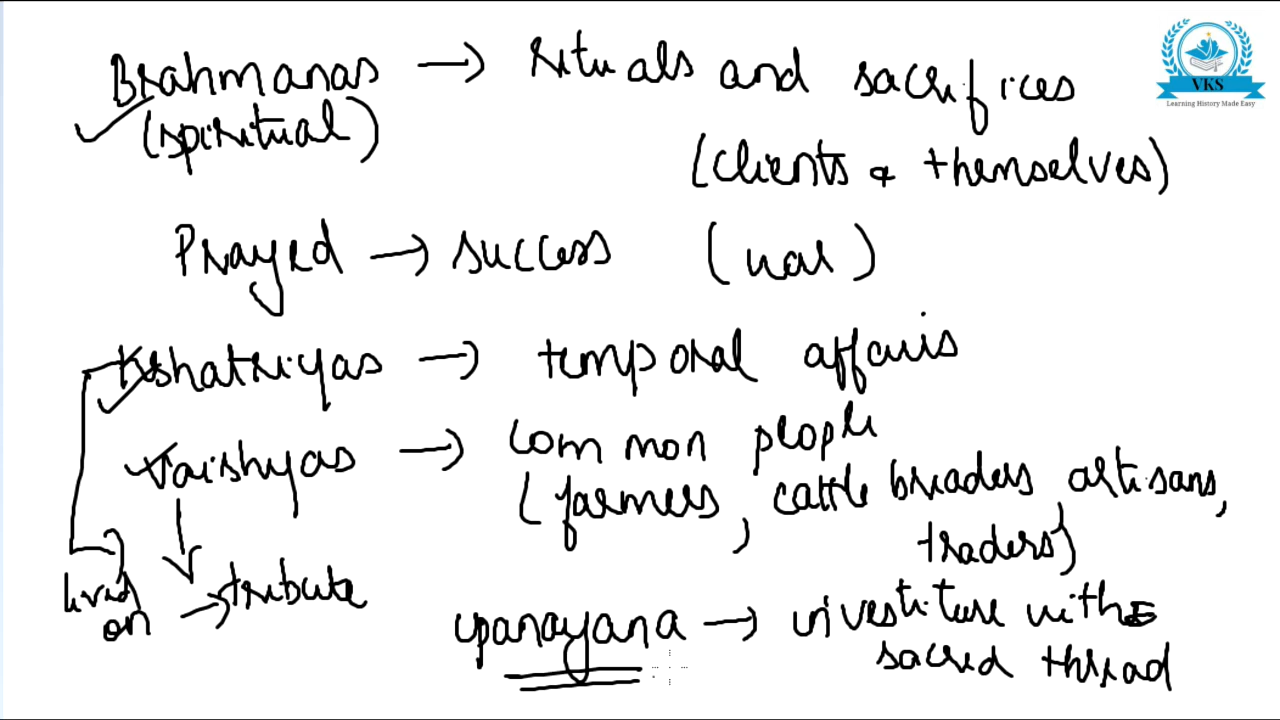 Brahmanas → rituals and sacrifices
(spiritual)
(clients & themselves)
Prayed → success (war)
Kshatriyas → temporal affairs
Vaishyas → common people
(farmers, cattle breaders, artisans,
traders)
lived on → tribute
upanayana → investiture with
sacred thread
VKS
Learning History Made Easy